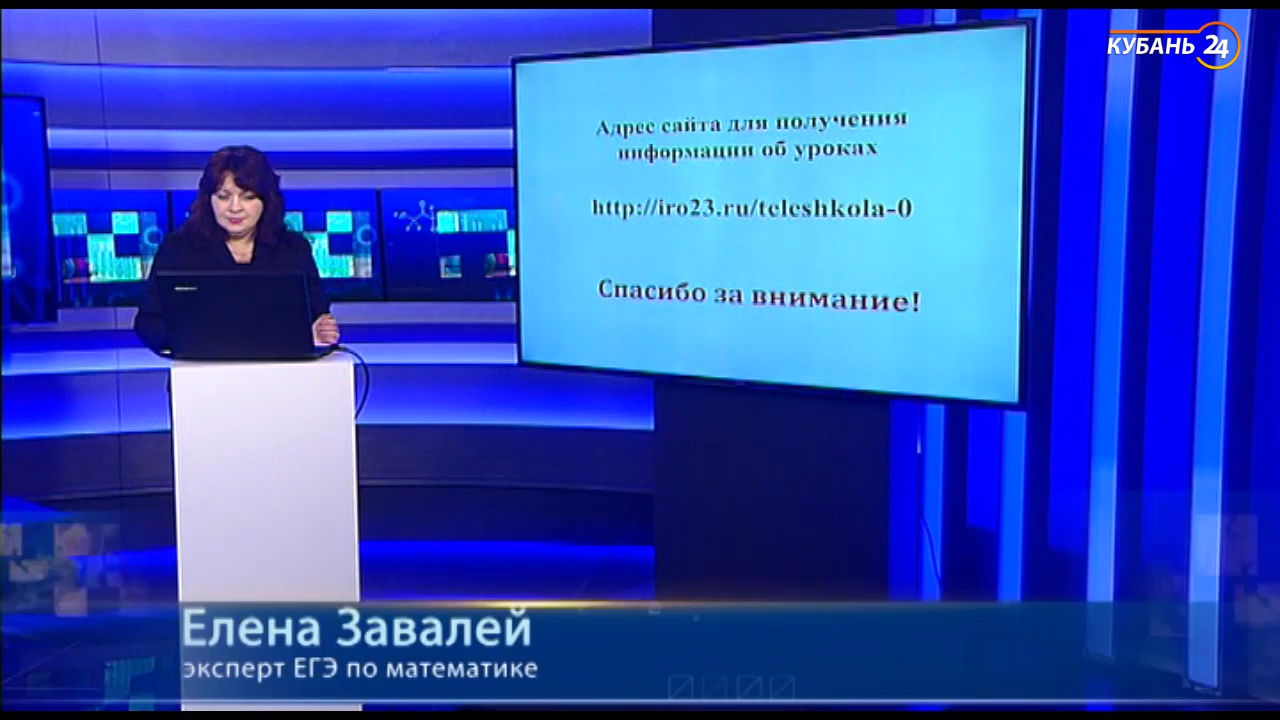 КУБАНЬ 24
Адрес сайта для получения
информации об уроках
http://iro23.ru/teleshkola-0
Спасибо за внимание!
Елена Завалей
эксперт ЕГЭ по математике